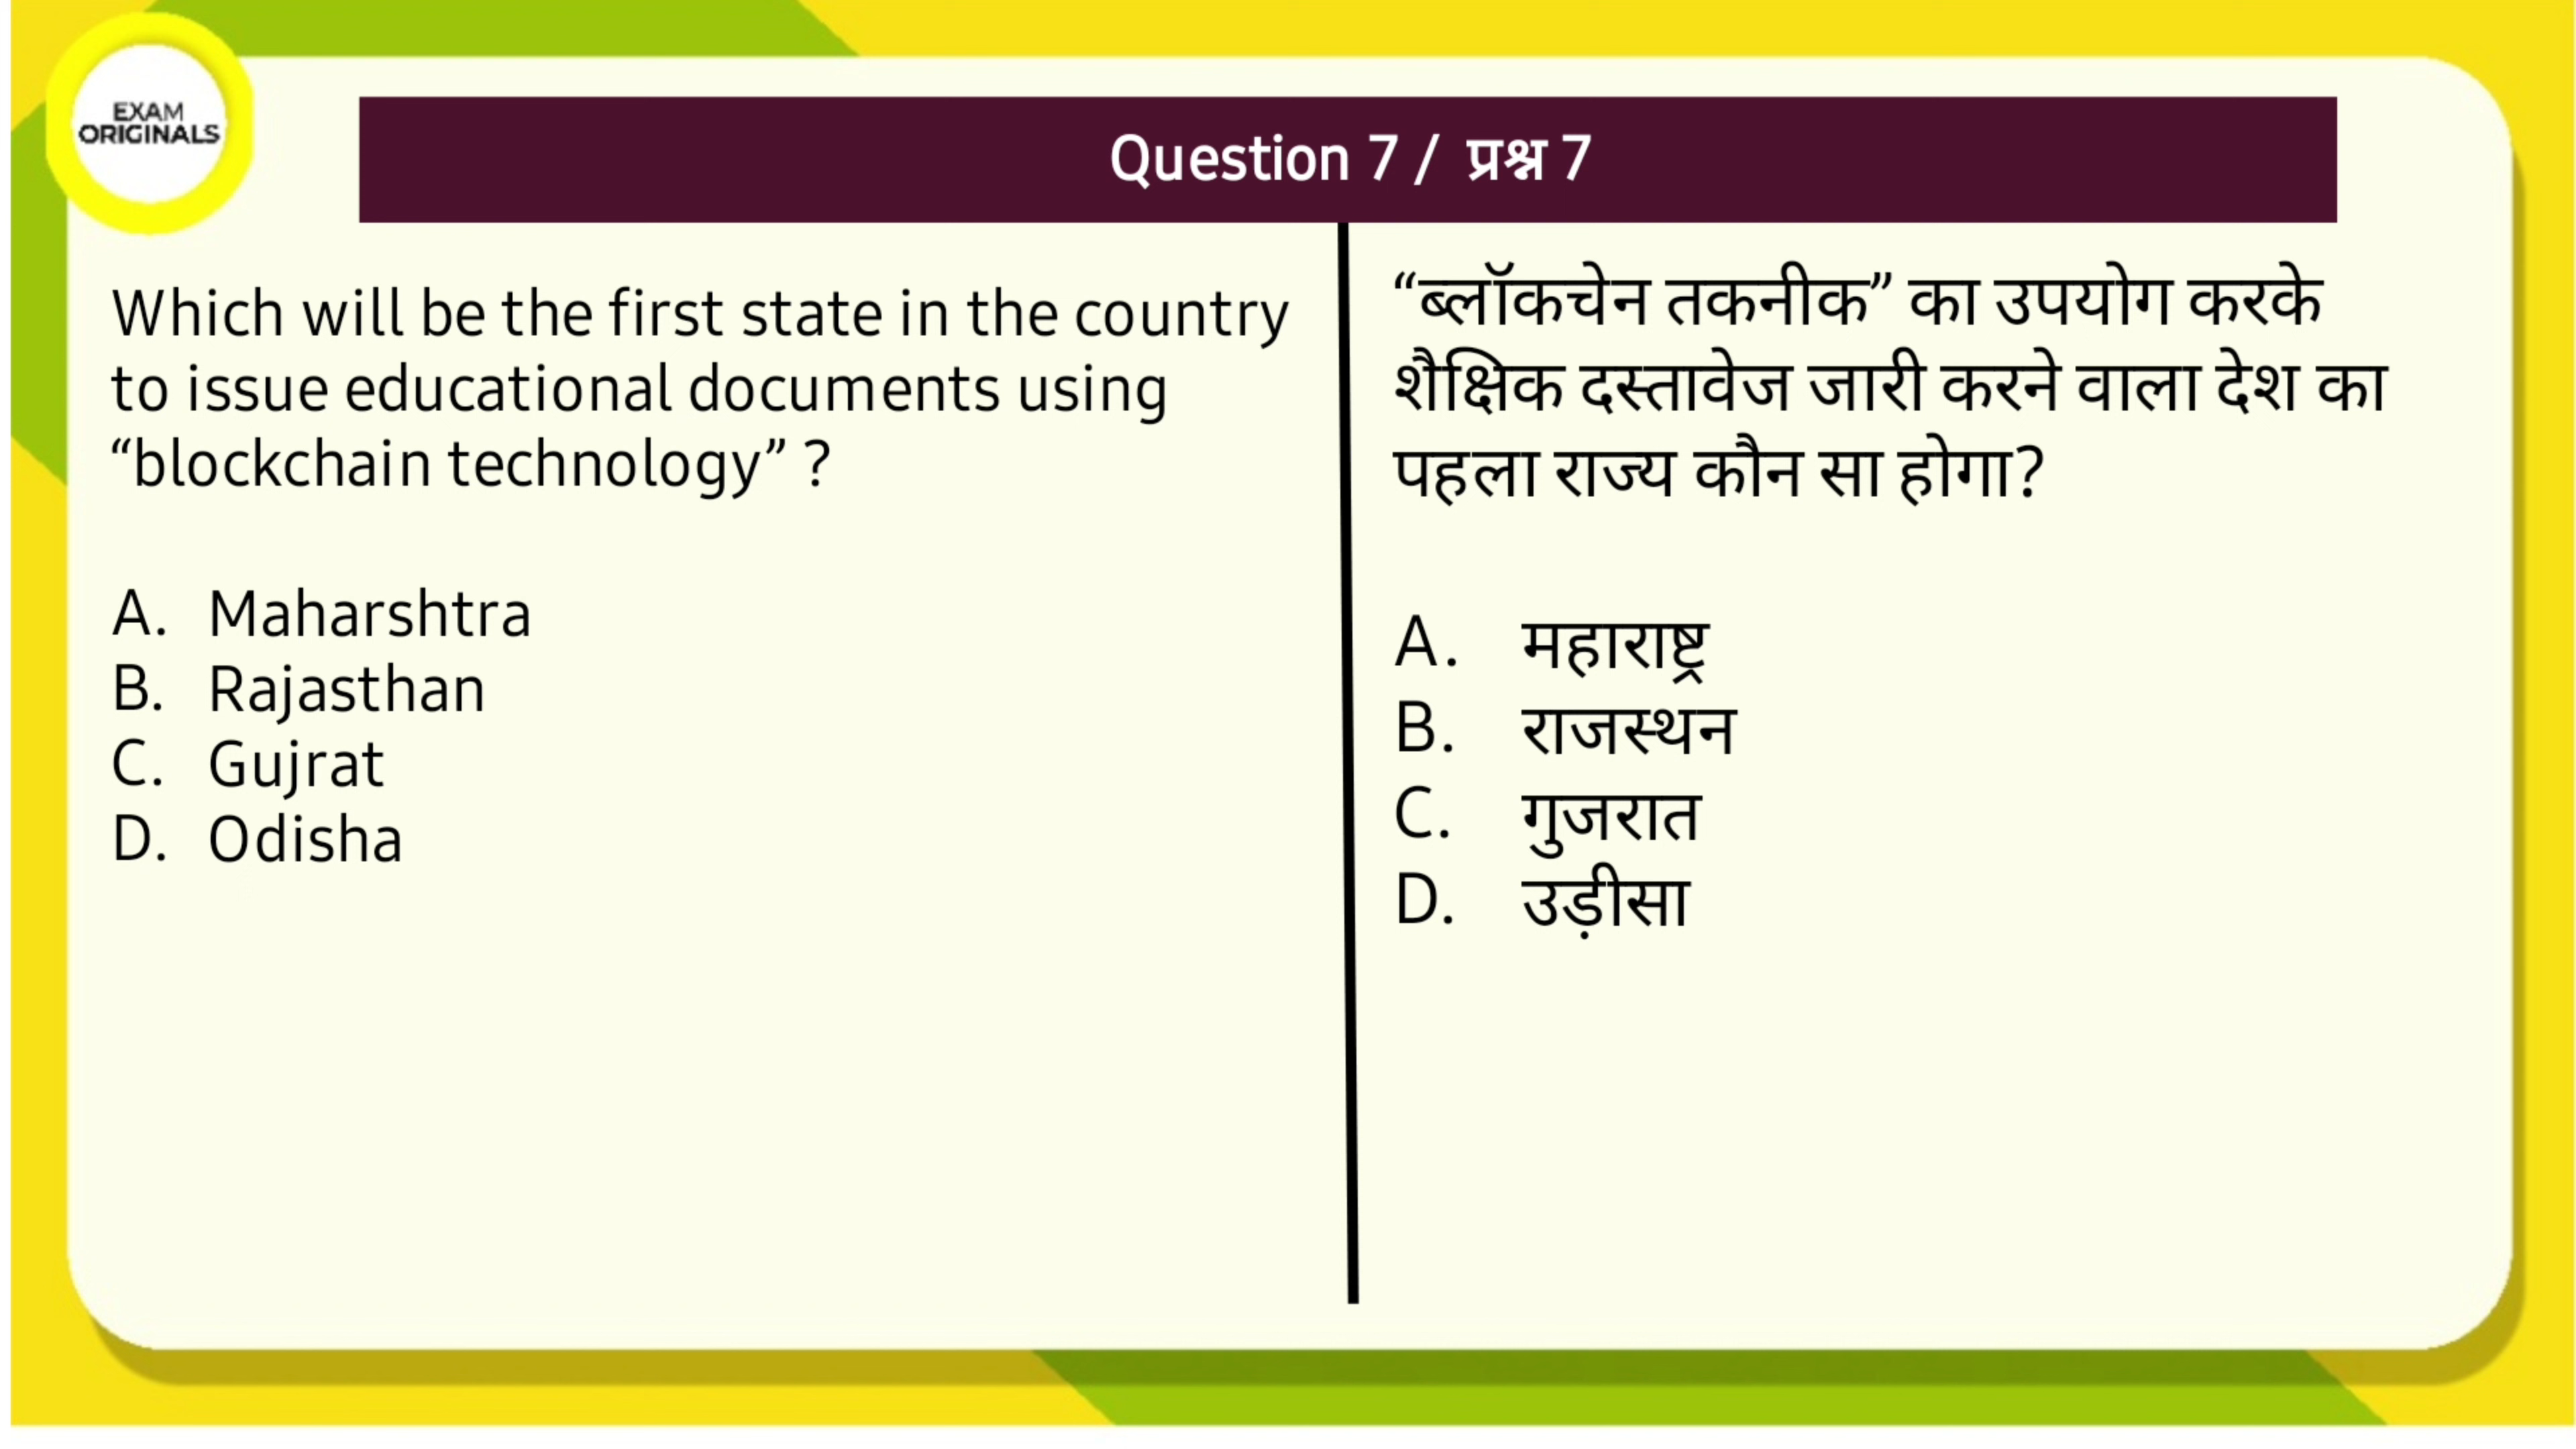 EXAM
ORIGINALS
Question 7 / प्रश्न 7
Which will be the first state in the country
to issue educational documents using
“blockchain technology” ?
A. Maharshtra
B. Rajasthan
C. Gujrat
D. Odisha
“ब्लॉकचेन तकनीक” का उपयोग करके
शैक्षिक दस्तावेज जारी करने वाला देश का
पहला राज्य कौन सा होगा?
A. महाराष्ट्र
B. राजस्थन
C. गुजरात
D. उड़ीसा